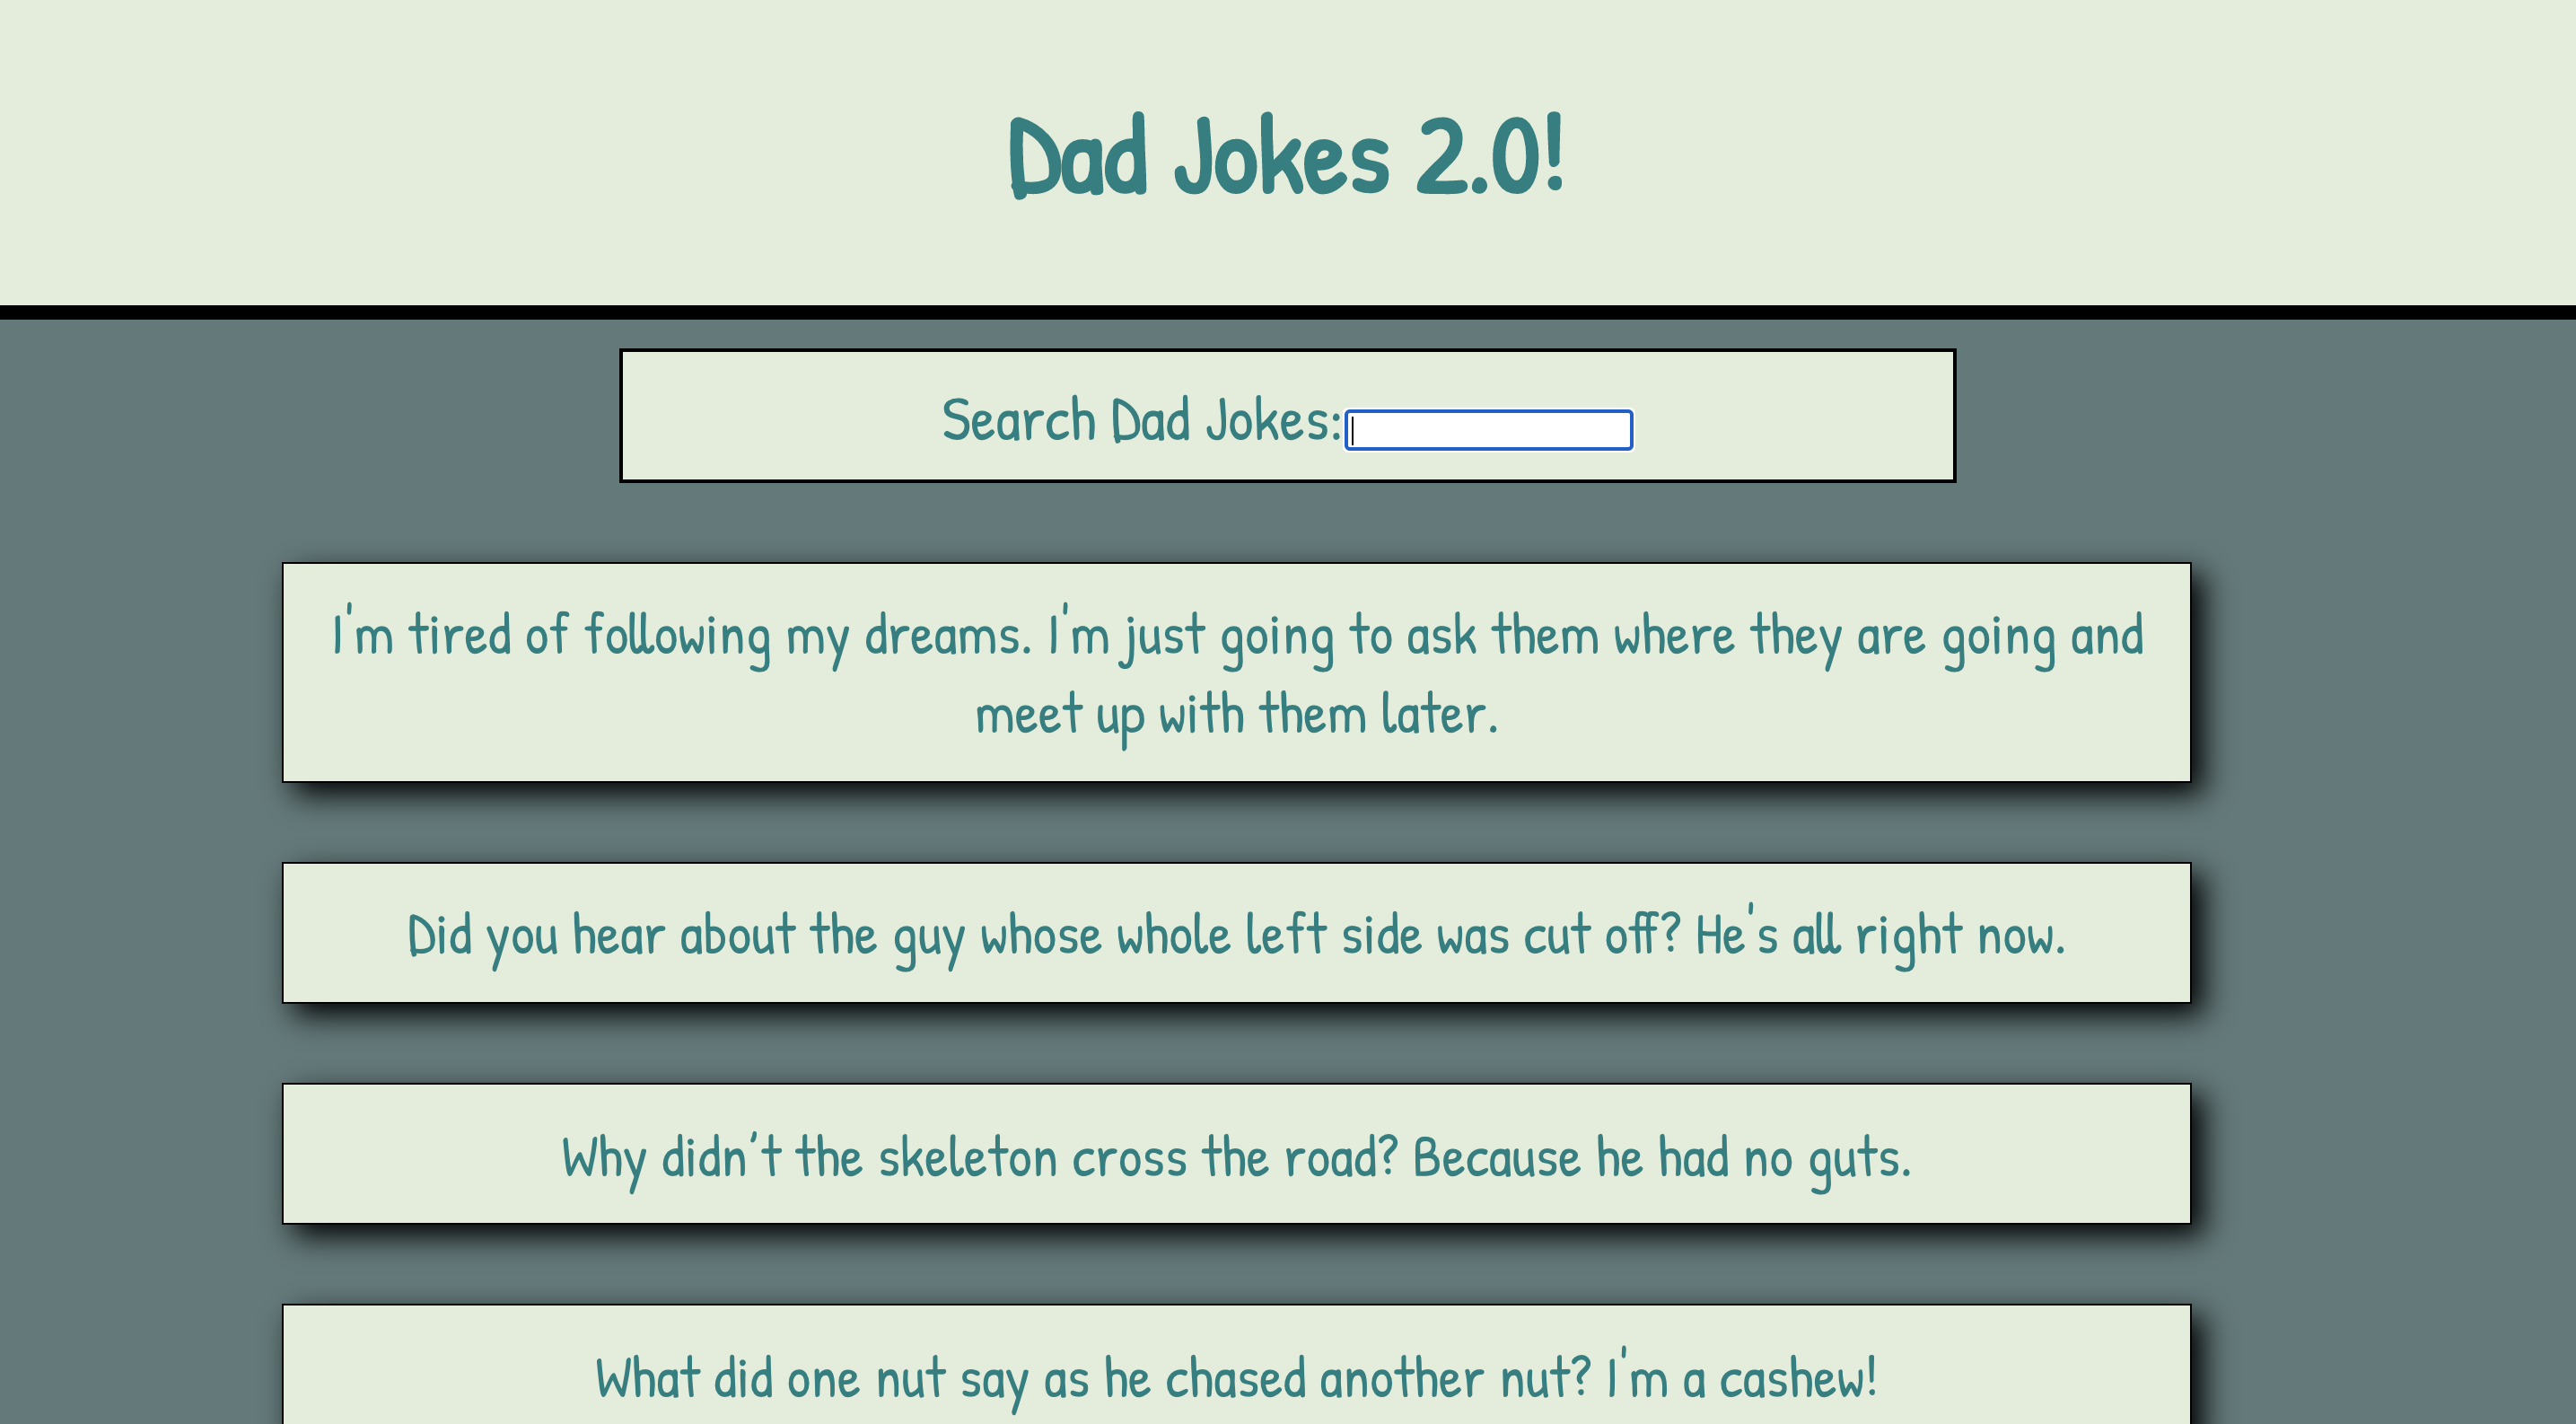 Dad Jokes 2.0!
Search Dad Jokes:
I'm tired of following my dreams. I'm just going to ask them where they are going and
meet up with them later.
Did you hear about the guy whose whole left side was cut off? He's all right now.
Why didn’t the skeleton cross the road? Because he had no guts.
What did one nut say as he chased another nut? I'm a cashew!